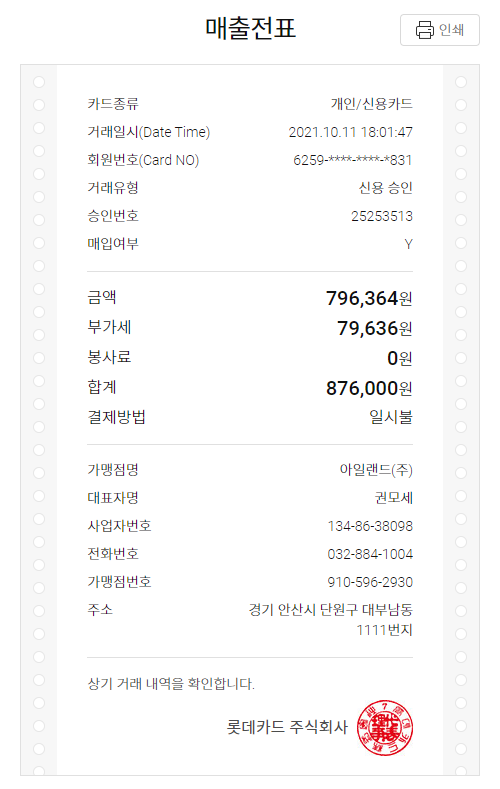 매출전표
인쇄
카드종류 개인/신용카드
거래일시(Date Time) 2021.10.11 18:01:47
회원번호(Card NO) 6259-****-****-*831
거래유형 신용 승인
승인번호 25253513
매입여부 Y
금액 796,364원
부가세 79,636원
봉사료 0원
합계 876,000원
결제방법 일시불
가맹점명 아일랜드(주)
대표자명 권모세
사업자번호 134-86-38098
전화번호 032-884-1004
가맹점번호 910-596-2930
주소 경기 안산시 단원구 대부남동
1111번지
상기 거래 내역을 확인합니다.
롯데카드 주식회사